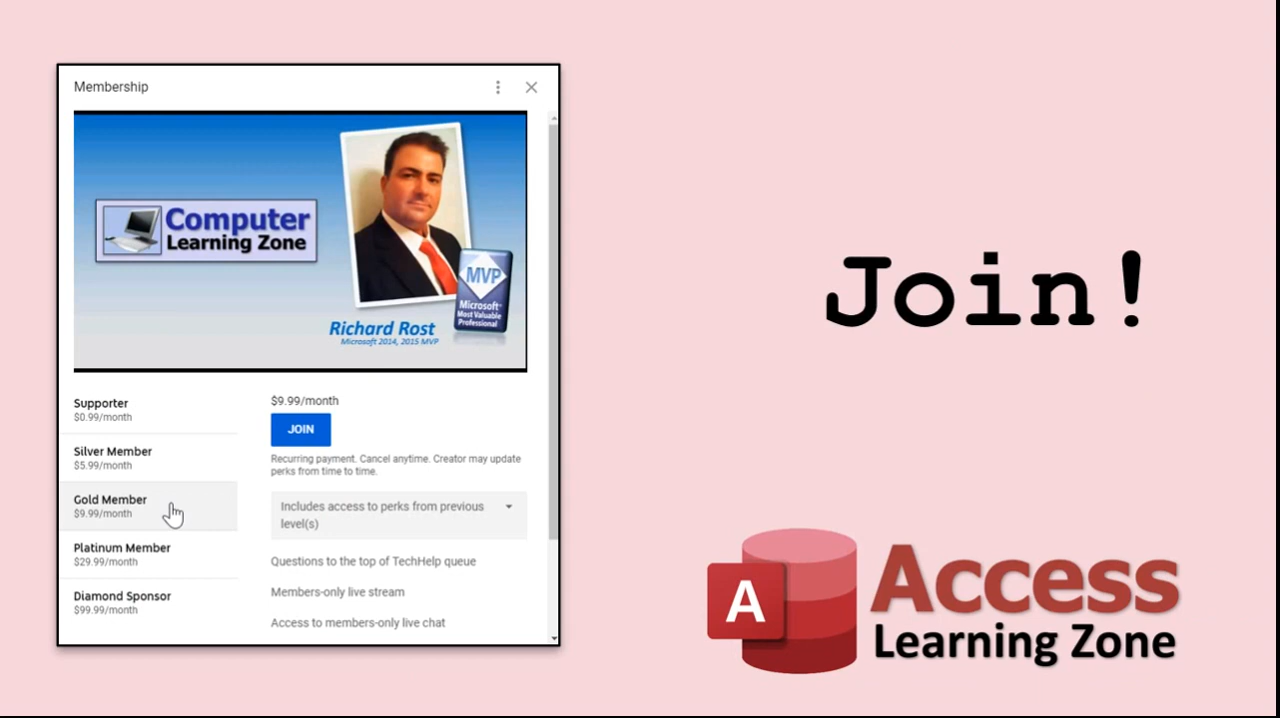 Membership
Computer
Learning Zone
MVP
Microsoft®
Most Valuable
Professional
Richard Rost
Microsoft 2014, 2015 MVP
Supporter
$0.99/month
Silver Member
$5.99/month
Gold Member
$9.99/month
Platinum Member
$29.99/month
Diamond Sponsor
$99.99/month
$9.99/month
JOIN
Recurring payment. Cancel anytime. Creator may update
perks from time to time.
Includes access to perks from previous
level(s)
Questions to the top of TechHelp queue
Members-only live stream
Access to members-only live chat
Join!
A
Access
Learning Zone